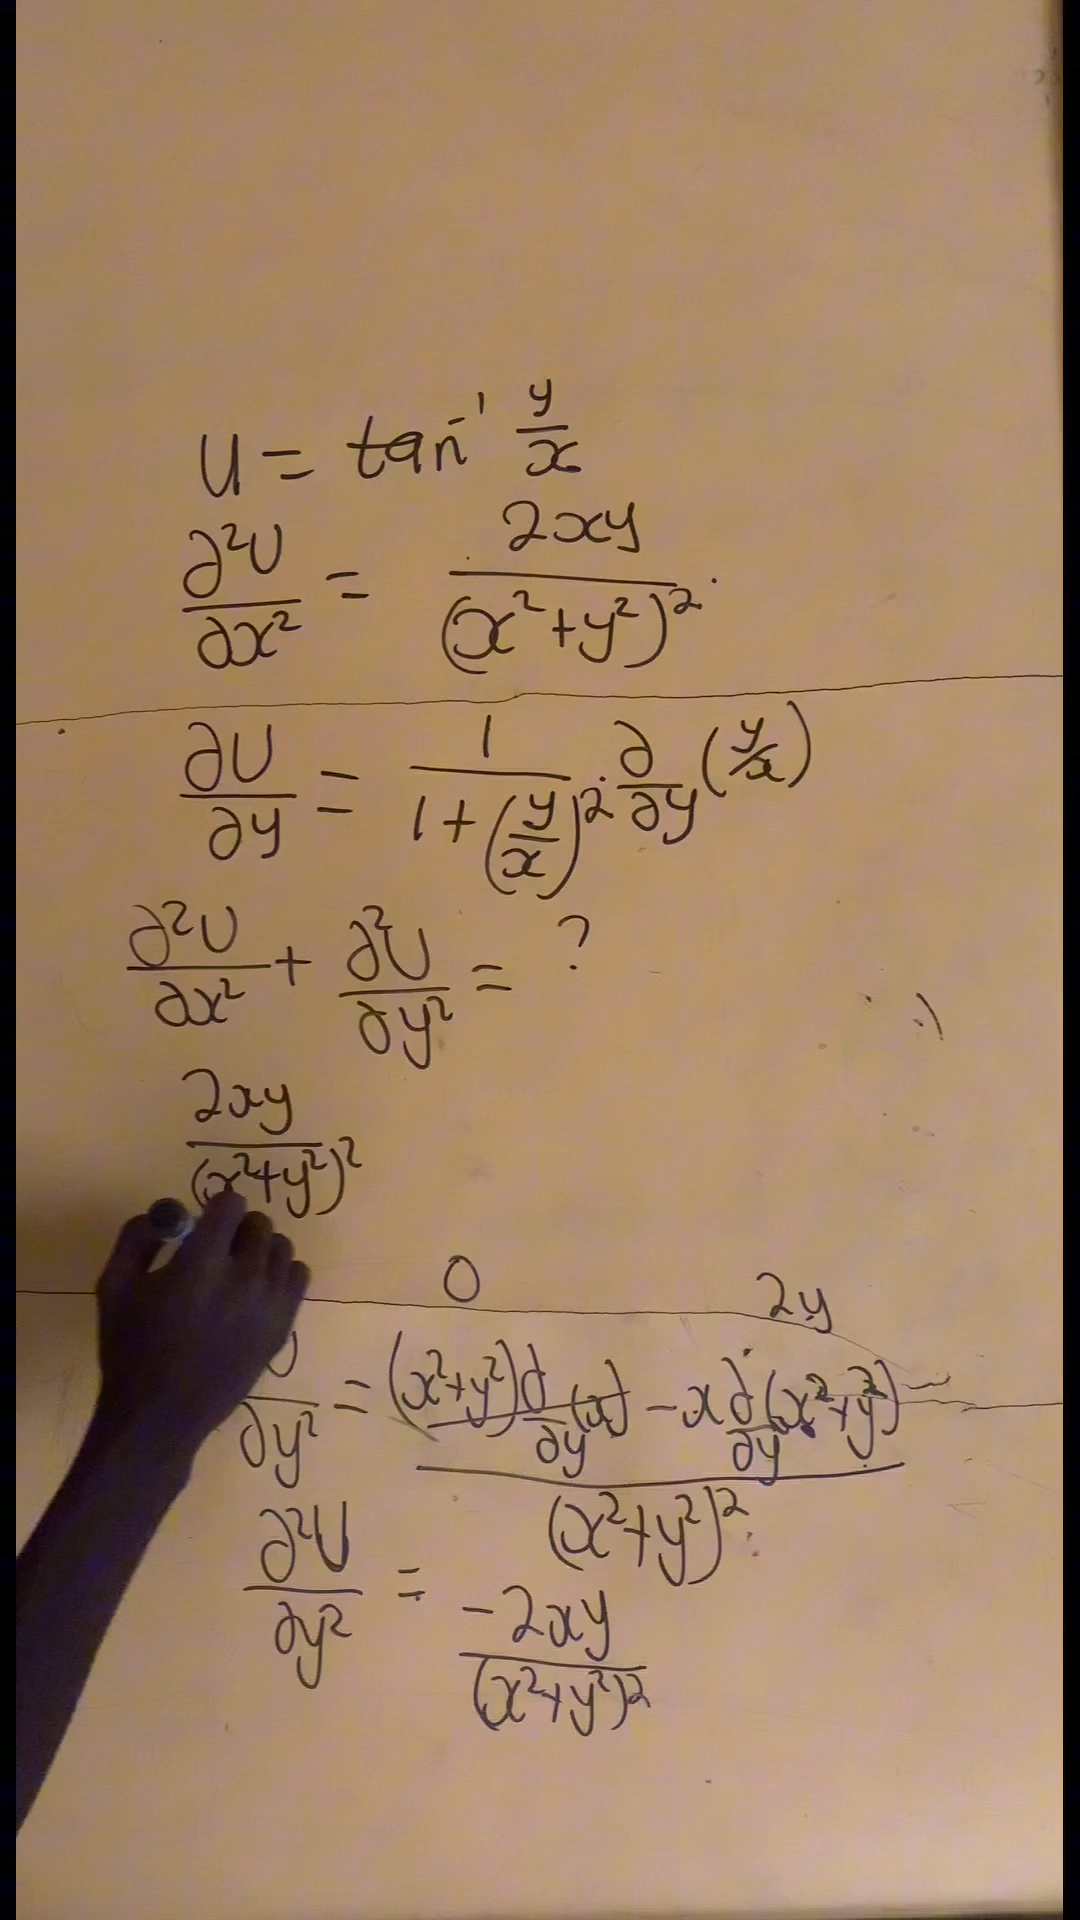 U = tan⁻¹ y/x
∂²U/∂x² = 2xy/(x²+y²)²
∂U/∂y = 1/(1+(y/x)²) · ∂/∂y (y/x)
∂²U/∂x² + ∂²U/∂y² = ?
2xy/(x²+y²)²
0 2y
U/∂y² = ((x²+y²) ∂/∂y (x) - x ∂/∂y (x²+y²))/(x²+y²)²
∂²U/∂y² = -2xy/(x²+y²)²